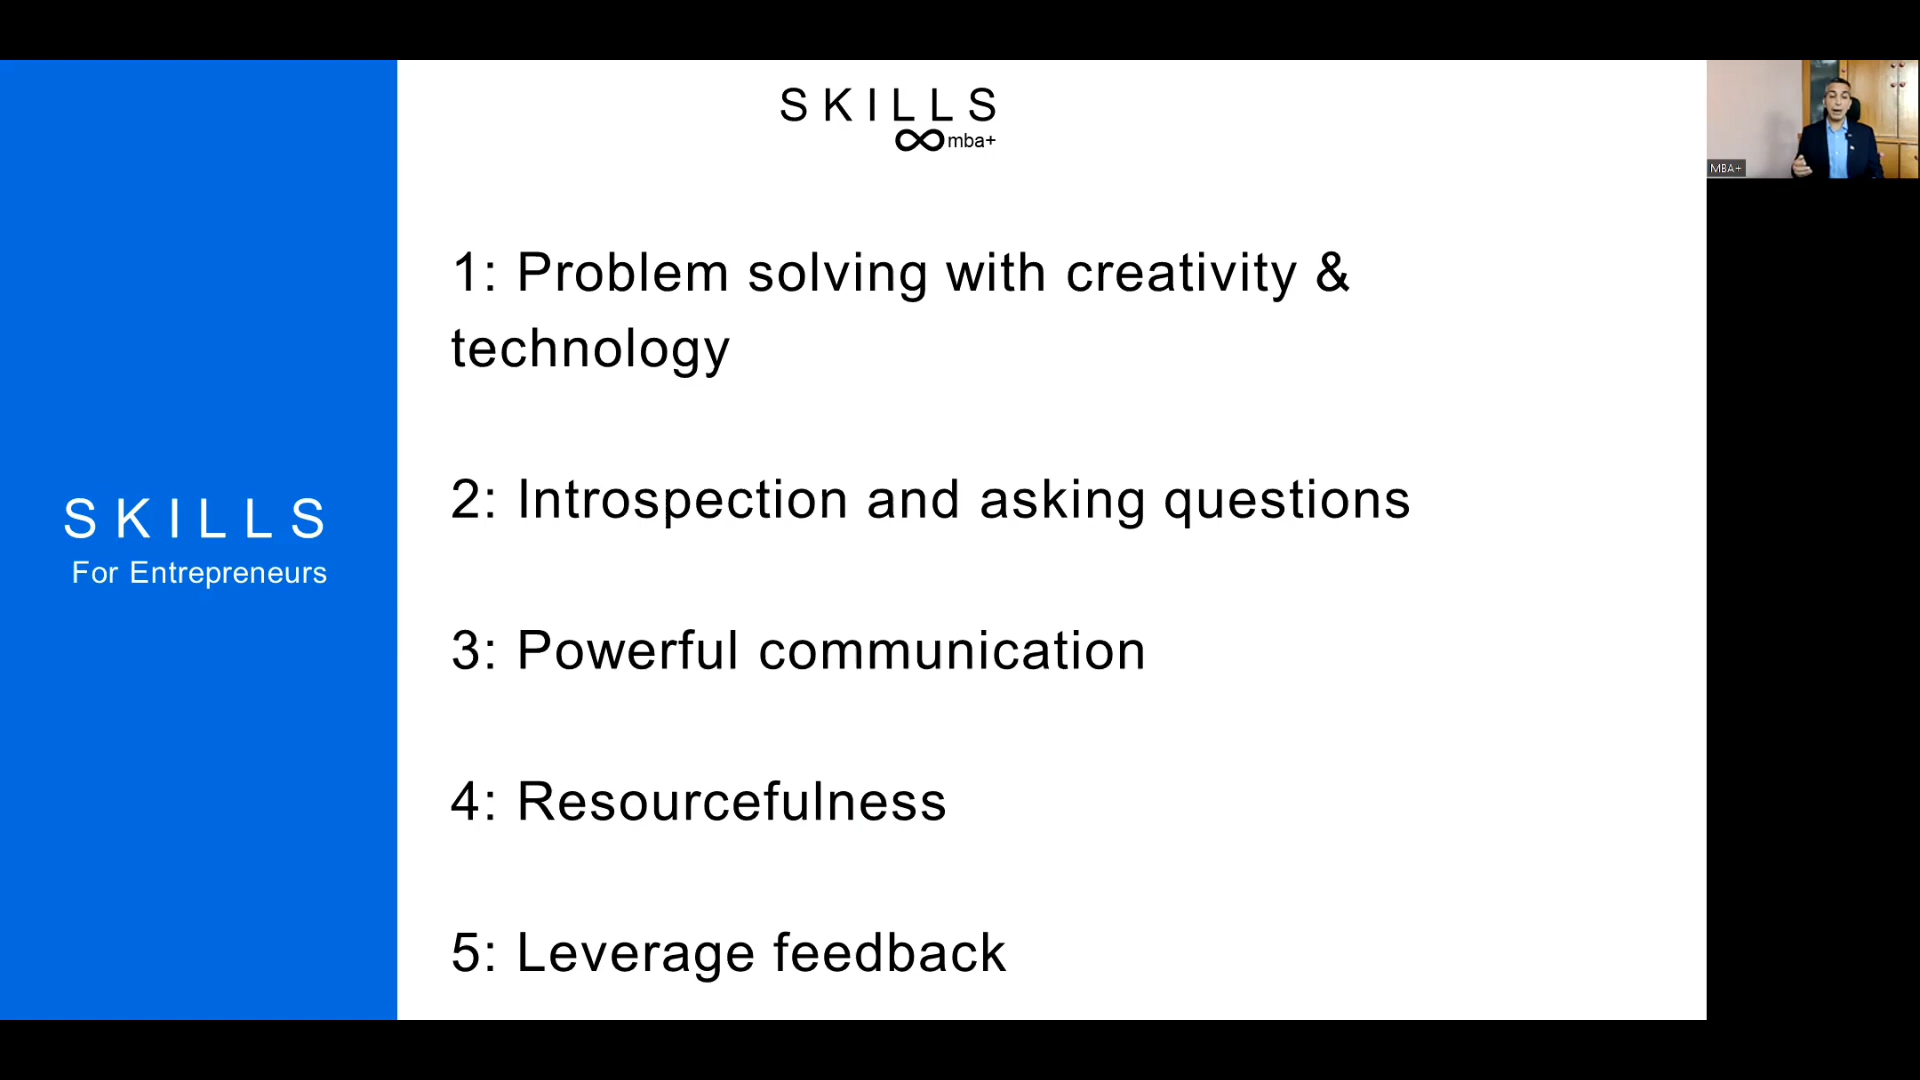 SKILLS
mba+
MBA+
1: Problem solving with creativity &
technology
2: Introspection and asking questions
SKILLS
For Entrepreneurs
3: Powerful communication
4: Resourcefulness
5: Leverage feedback